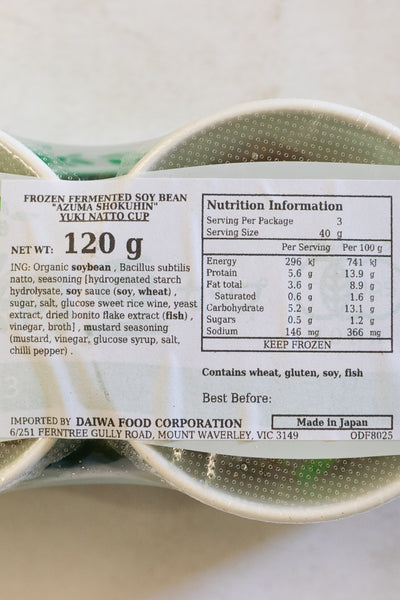 FROZEN FERMENTED SOY BEAN
"AZUMA SHOKUHIN"
YUKI NATTO CUP
NET WT: 120 g
ING: Organic soybean , Bacillus subtilis
natto, seasoning [hydrogenated starch
hydrolysate, soy sauce (soy, wheat) ,
sugar, salt, glucose sweet rice wine, yeast
extract, dried bonito flake extract (fish) ,
vinegar, broth] , mustard seasoning
(mustard, vinegar, glucose syrup, salt,
chilli pepper) .
Nutrition Information
Serving Per Package 3
Serving Size 40 g
Per Serving Per 100 g
Energy 296 kJ 741 kJ
Protein 5.6 g 13.9 g
Fat total 3.6 g 8.9 g
Saturated 0.6 g 1.6 g
Carbohydrate 5.2 g 13.1 g
Sugars 0.5 g 1.2 g
Sodium 146 mg 366 mg
KEEP FROZEN
Contains wheat, gluten, soy, fish
Best Before:
IMPORTED BY DAIWA FOOD CORPORATION
6/251 FERNTREE GULLY ROAD, MOUNT WAVERLEY, VIC 3149
Made in Japan
ODF8025